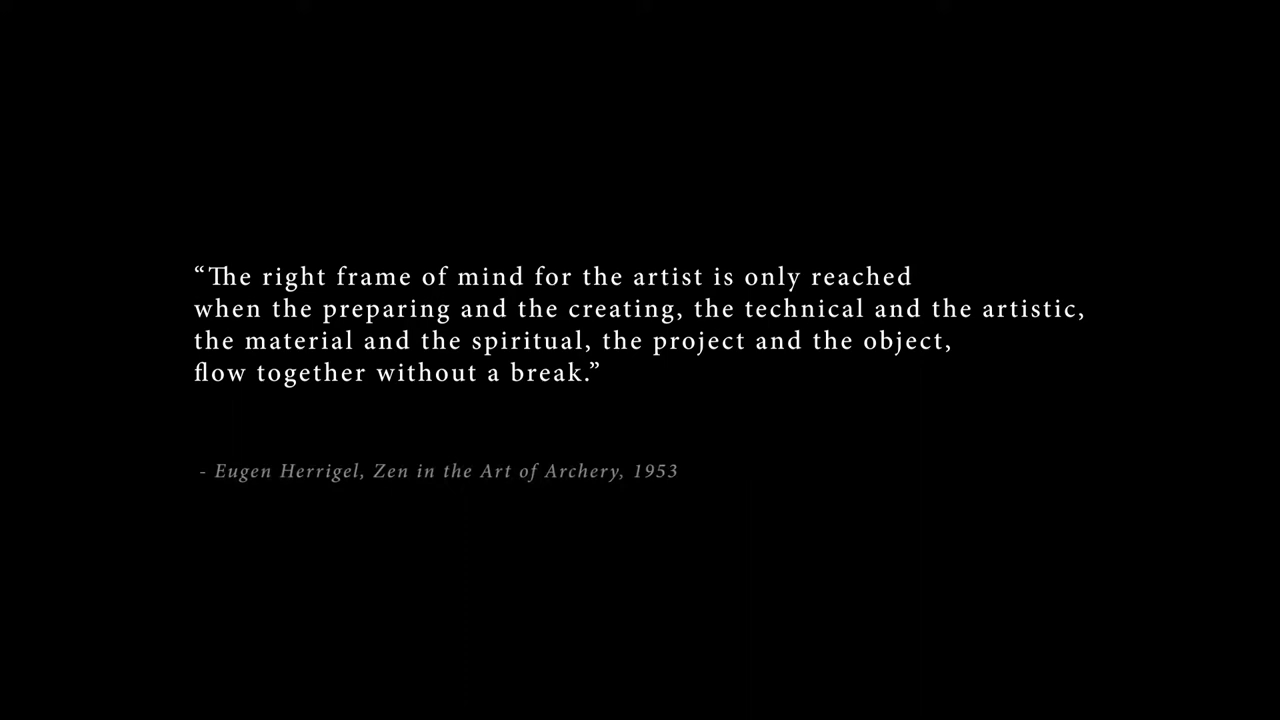 “The right frame of mind for the artist is only reached
when the preparing and the creating, the technical and the artistic,
the material and the spiritual, the project and the object,
flow together without a break.”
- Eugen Herrigel, Zen in the Art of Archery, 1953